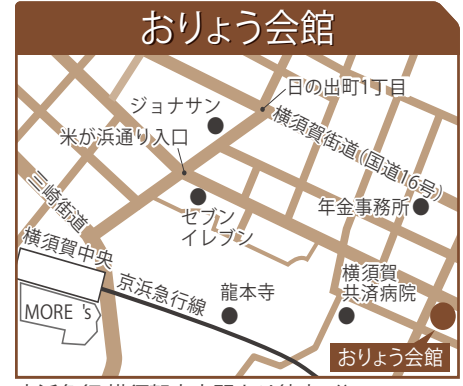 おりょう会館
日の出町1丁目
ジョナサン
横須賀街道(国道16号)
米が浜通り入口
三崎街道
年金事務所
セブン
イレブン
横須賀中央
京浜急行線
龍本寺
横須賀
共済病院
MORE 's
おりょう会館